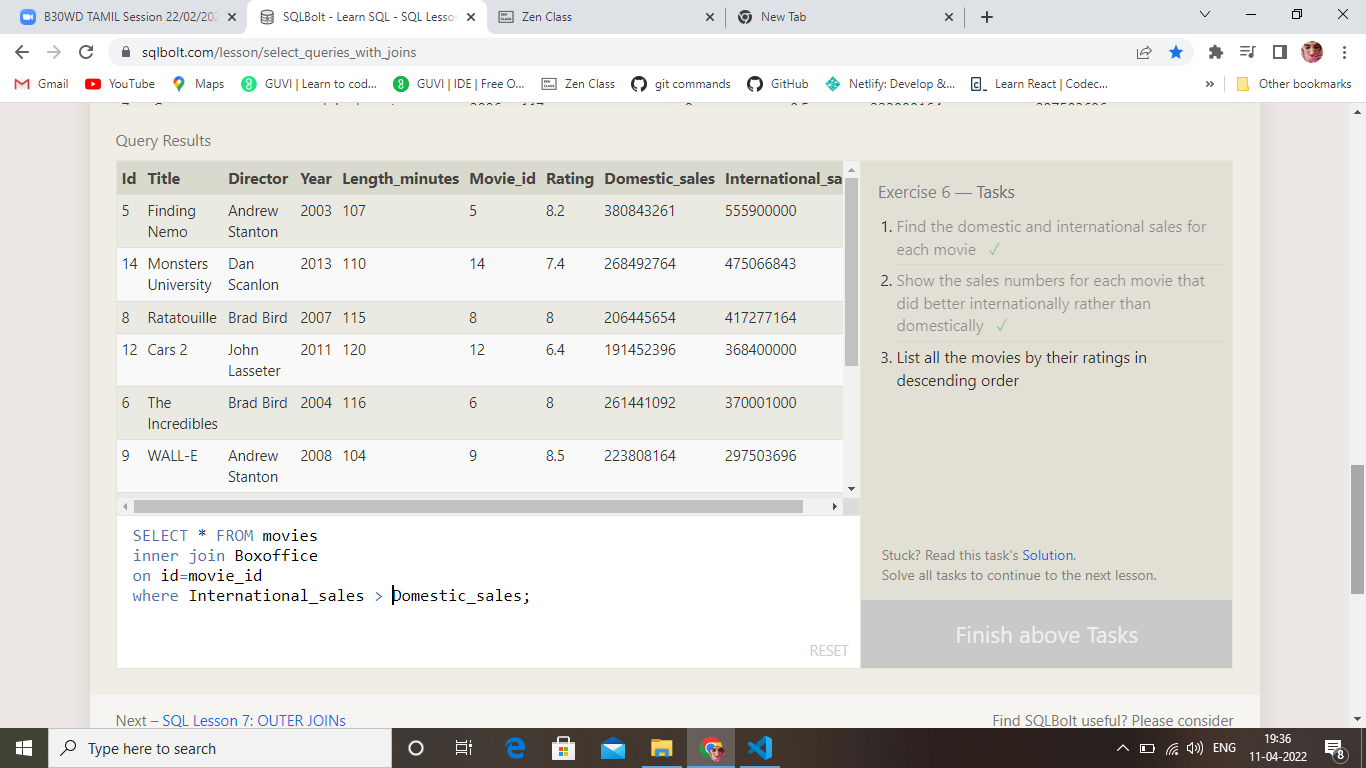 B30WD TAMIL Session 22/02/202
SQLBolt - Learn SQL - SQL Lesson
Zen Class
New Tab
sqlbolt.com/lesson/select_queries_with_joins
Gmail
YouTube
Maps
GUVI | Learn to cod...
GUVI | IDE | Free O...
Zen Class
git commands
GitHub
Netlify: Develop &...
Learn React | Codec...
»
Other bookmarks
Query Results
Id Title Director Year Length_minutes Movie_id Rating Domestic_sales International_sa
5 Finding Andrew 2003 107 5 8.2 380843261 555900000
Nemo Stanton
14 Monsters Dan 2013 110 14 7.4 268492764 475066843
University Scanlon
8 Ratatouille Brad Bird 2007 115 8 8 206445654 417277164
12 Cars 2 John 2011 120 12 6.4 191452396 368400000
Lasseter
6 The Brad Bird 2004 116 6 8 261441092 370001000
Incredibles
9 WALL-E Andrew 2008 104 9 8.5 223808164 297503696
Stanton
SELECT * FROM movies
inner join Boxoffice
on id=movie_id
where International_sales > Domestic_sales;
RESET
Exercise 6 — Tasks
1. Find the domestic and international sales for
each movie ✓
2. Show the sales numbers for each movie that
did better internationally rather than
domestically ✓
3. List all the movies by their ratings in
descending order
Stuck? Read this task's Solution.
Solve all tasks to continue to the next lesson.
Finish above Tasks
Next – SQL Lesson 7: OUTER JOINs
Find SQLBolt useful? Please consider
Type here to search
ENG
19:36
11-04-2022
8